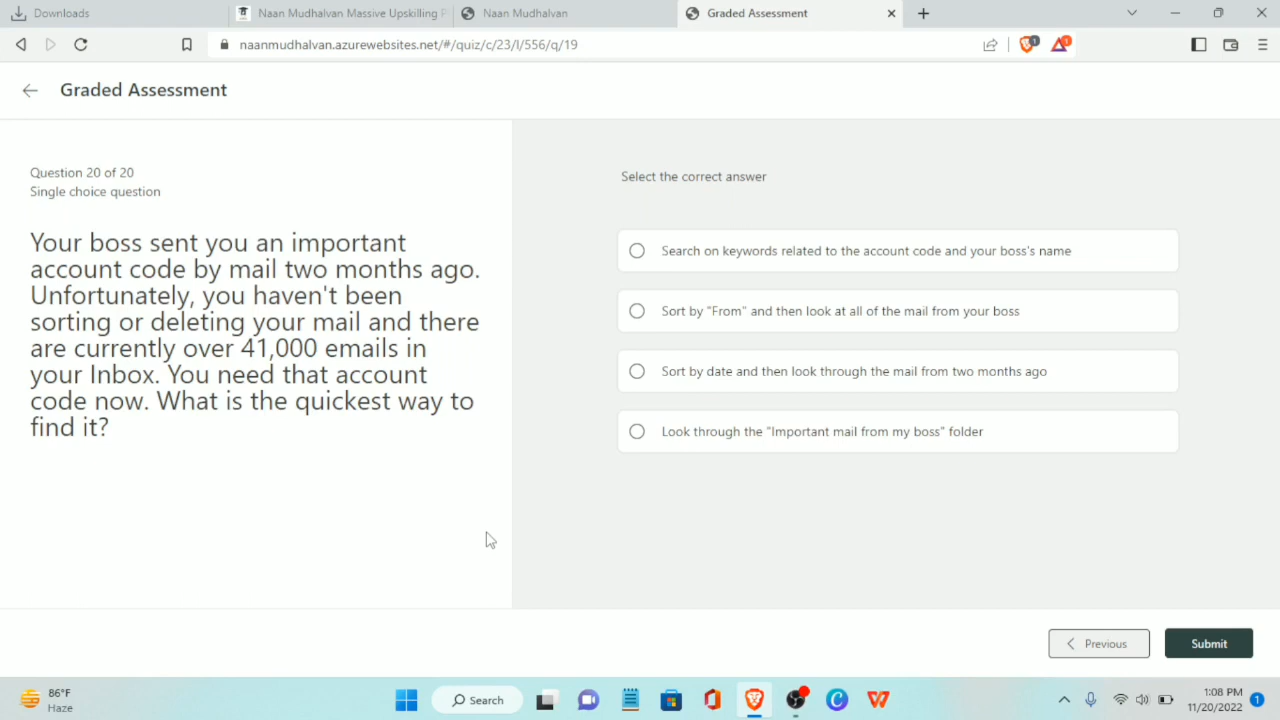 Downloads
Naan Mudhalvan Massive Upskilling P
Naan Mudhalvan
Graded Assessment
naanmudhalvan.azurewebsites.net/#/quiz/c/23/l/556/q/19
1
1
Graded Assessment
Question 20 of 20
Single choice question
Your boss sent you an important
account code by mail two months ago.
Unfortunately, you haven't been
sorting or deleting your mail and there
are currently over 41,000 emails in
your Inbox. You need that account
code now. What is the quickest way to
find it?
Select the correct answer
Search on keywords related to the account code and your boss's name
Sort by "From" and then look at all of the mail from your boss
Sort by date and then look through the mail from two months ago
Look through the "Important mail from my boss" folder
Previous
Submit
86°F
Haze
Search
1:08 PM
11/20/2022
1